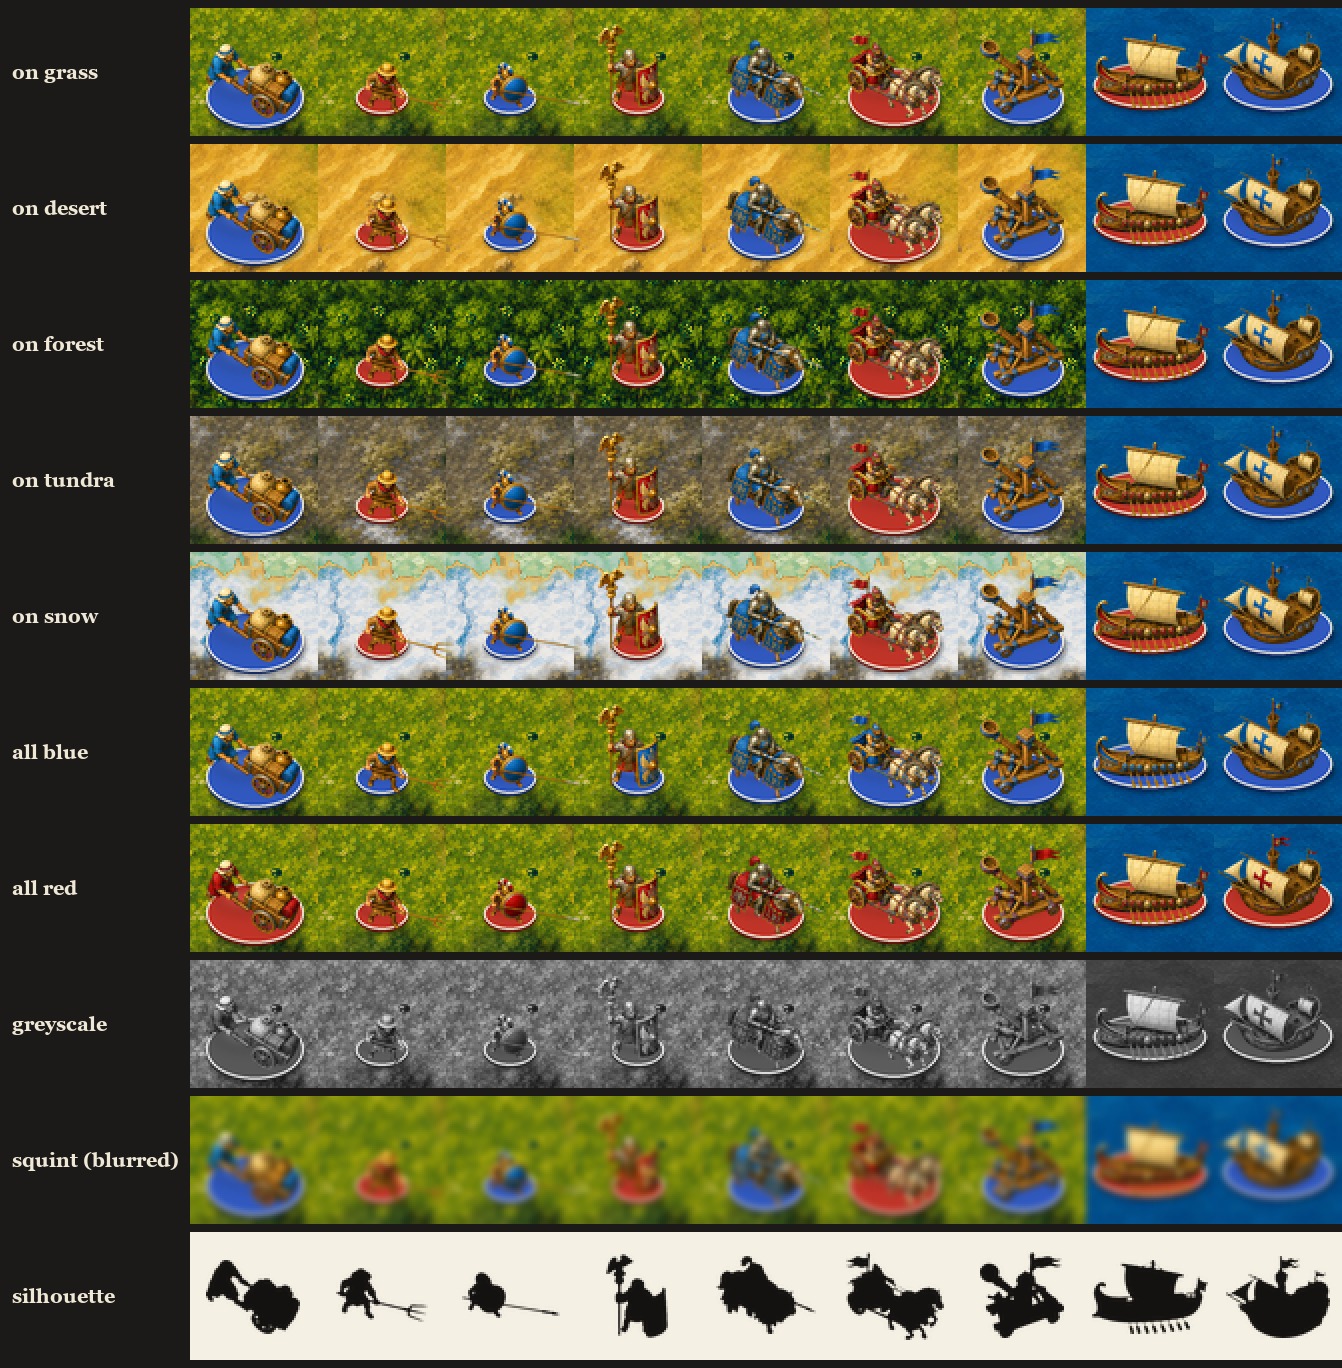 on grass
on desert
on forest
on tundra
on snow
all blue
all red
greyscale
squint (blurred)
silhouette